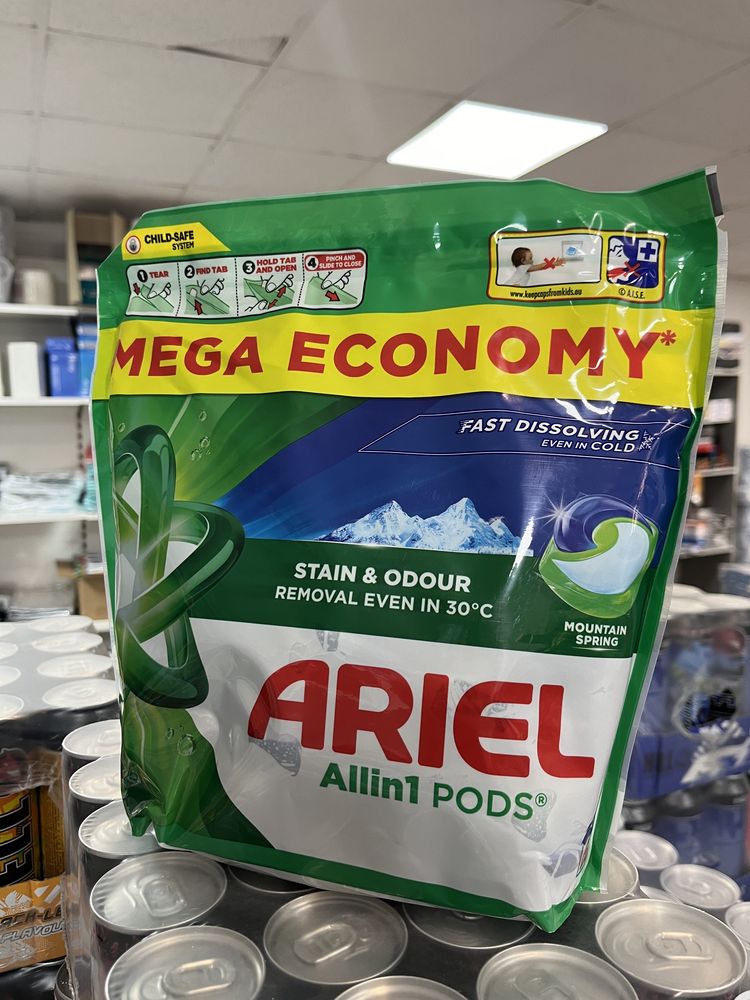 CHILD-SAFE
SYSTEM
1 TEAR
2 FIND TAB
3 HOLD TAB
AND OPEN
4 PINCH AND
SLIDE TO CLOSE
www.keepcapsfromkids.eu
© A.I.S.E.
MEGA ECONOMY*
FAST DISSOLVING
EVEN IN COLD
STAIN & ODOUR
REMOVAL EVEN IN 30°C
MOUNTAIN
SPRING
ARIEL
Allin1 PODS®
FLAVOUR